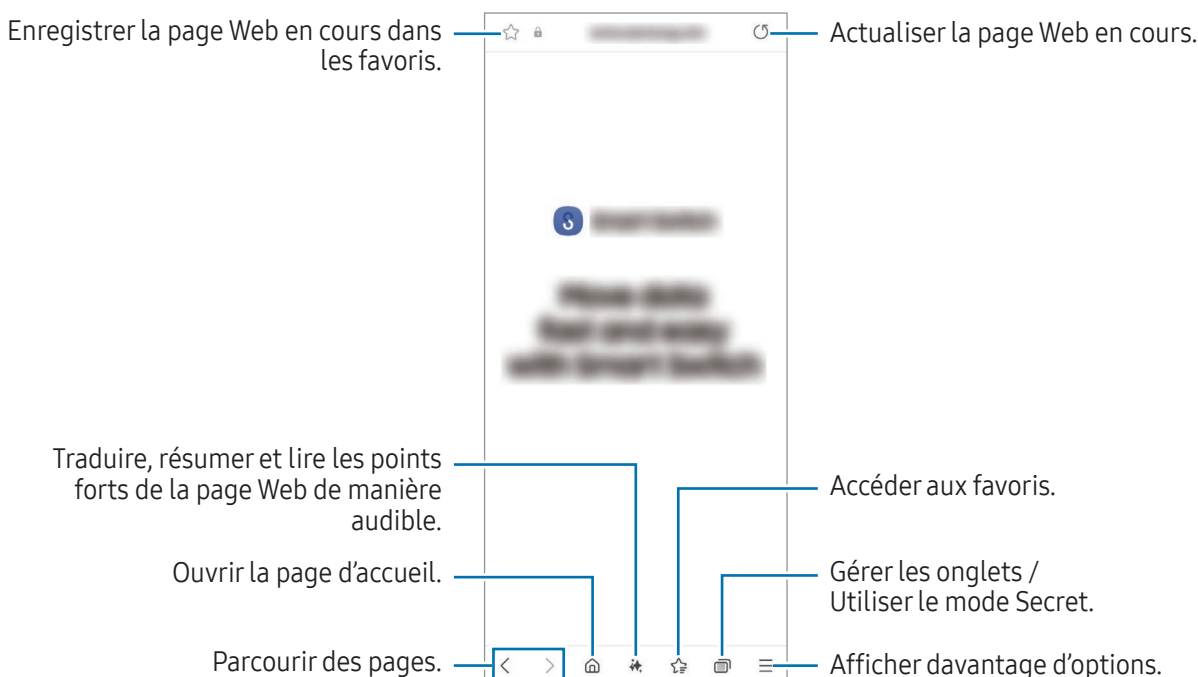 Enregistrer la page Web en cours dans
les favoris.
Actualiser la page Web en cours.
Traduire, résumer et lire les points
forts de la page Web de manière
audible.
Accéder aux favoris.
Ouvrir la page d’accueil.
Gérer les onglets /
Utiliser le mode Secret.
Parcourir des pages.
Afficher davantage d’options.